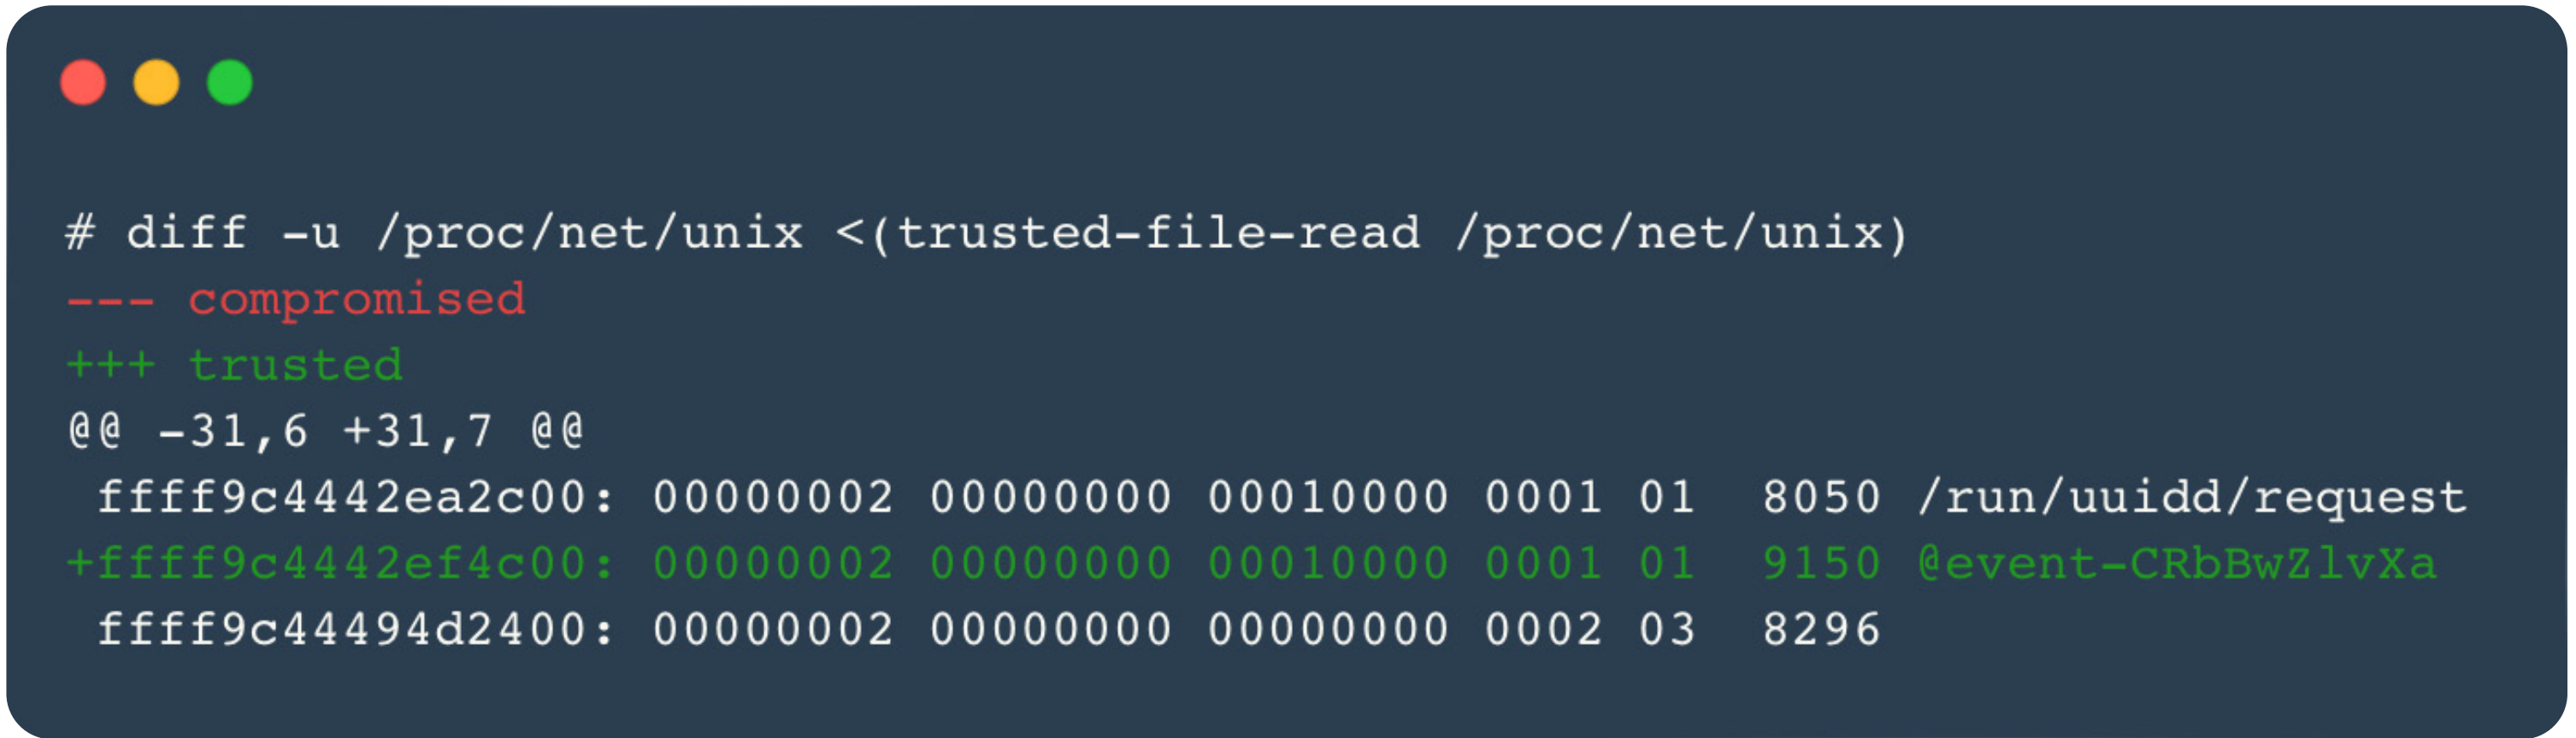 # diff -u /proc/net/unix <(trusted-file-read /proc/net/unix)
--- compromised
+++ trusted
@@ -31,6 +31,7 @@
 ffff9c4442ea2c00: 00000002 00000000 00010000 0001 01  8050 /run/uuidd/request
+ffff9c4442ef4c00: 00000002 00000000 00010000 0001 01  9150 @event-CRbBwZlvXa
 ffff9c44494d2400: 00000002 00000000 00000000 0002 03  8296